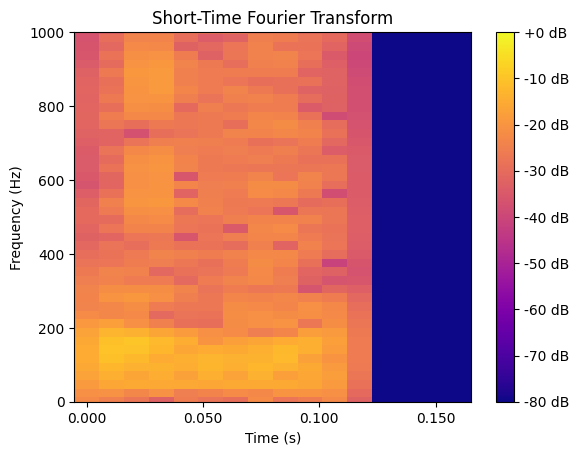 Short-Time Fourier Transform
1000
800
600
400
200
0
Frequency (Hz)
0.000
0.050
0.100
0.150
Time (s)
+0 dB
-10 dB
-20 dB
-30 dB
-40 dB
-50 dB
-60 dB
-70 dB
-80 dB